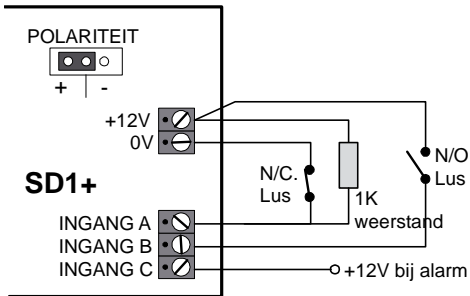 POLARITEIT
+ -
+12V
0V
SD1+
N/C.
Lus
1K
weerstand
N/O
Lus
INGANG A
INGANG B
INGANG C
+12V bij alarm